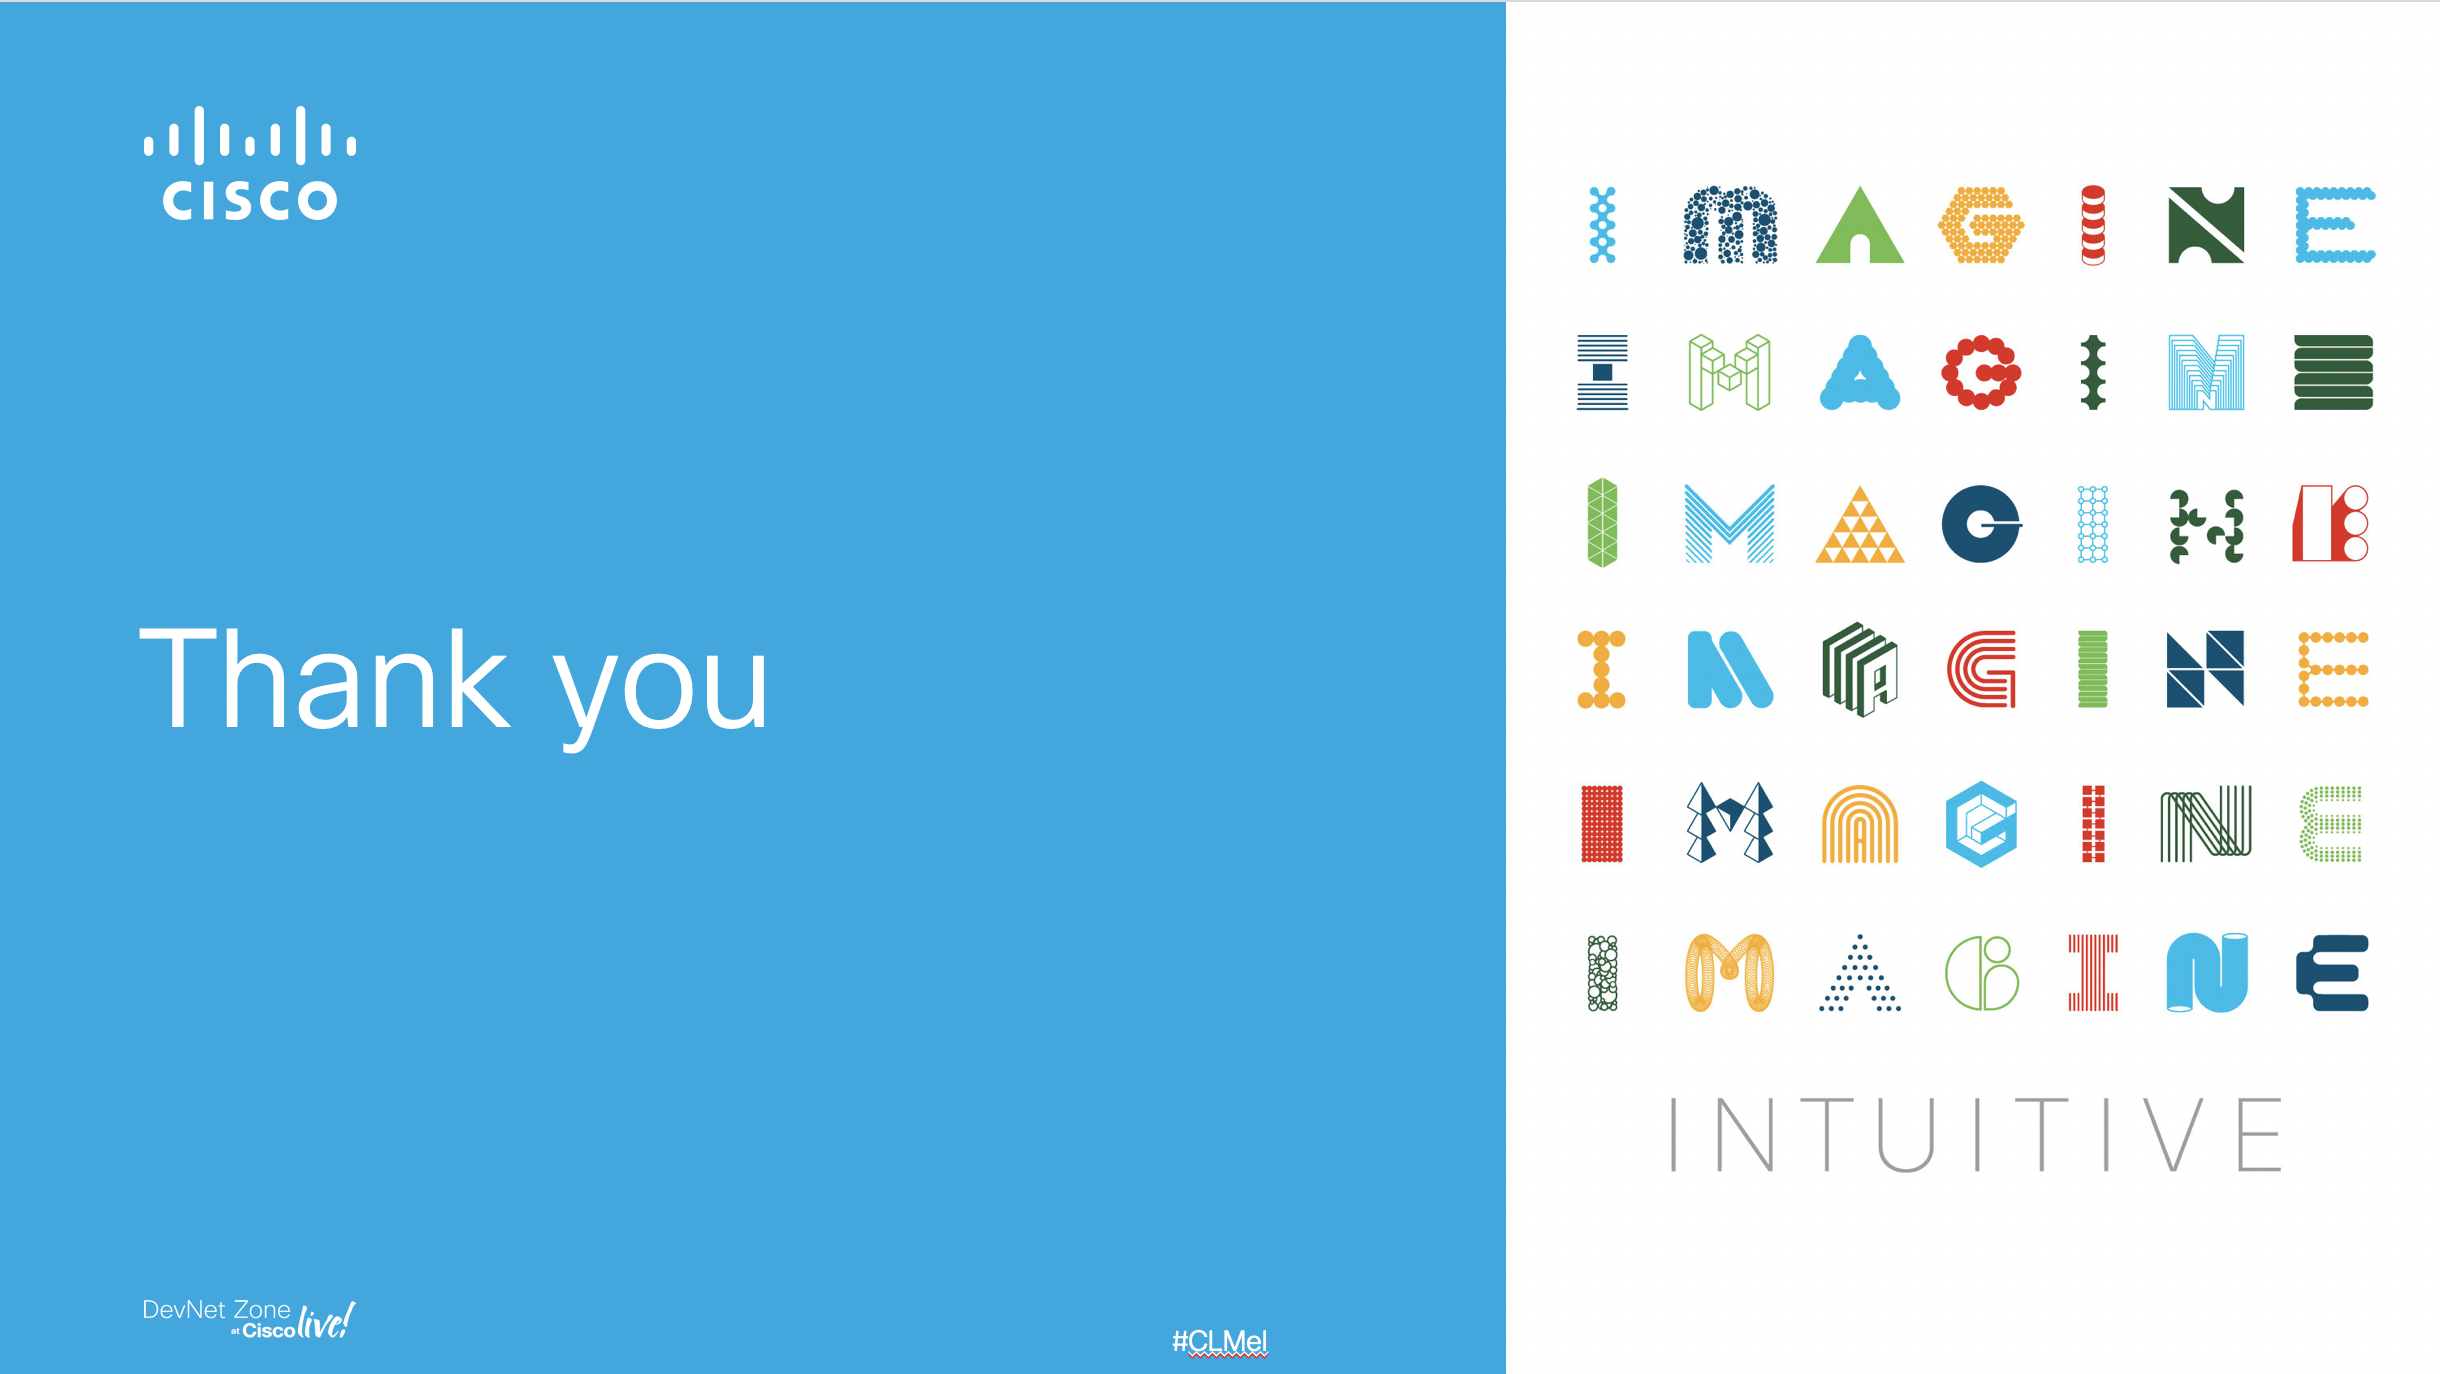 CISCO
Thank you
DevNet Zone
at Cisco live!
#CLMel
IMAGINE
IMAGINE
IMAGINE
IMAGINE
IMAGINE
IMAGINE
INTUITIVE